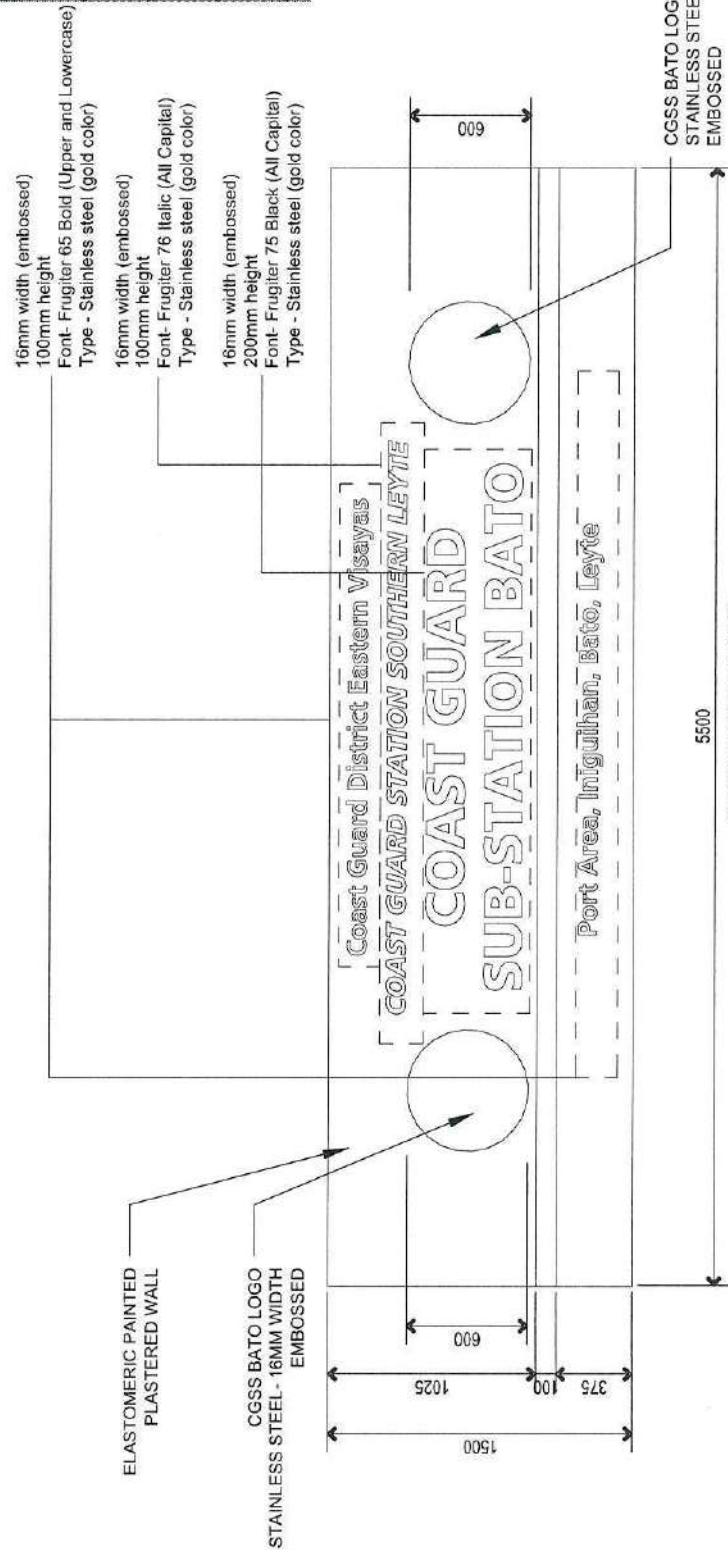 16mm width (embossed)
100mm height
Font- Frugiter 65 Bold (Upper and Lowercase)
Type - Stainless steel (gold color)
16mm width (embossed)
100mm height
Font- Frugiter 76 Italic (All Capital)
Type - Stainless steel (gold color)
16mm width (embossed)
200mm height
Font- Frugiter 75 Black (All Capital)
Type - Stainless steel (gold color)
ELASTOMERIC PAINTED
PLASTERED WALL
CGSS BATO LOGO
STAINLESS STEEL- 16MM WIDTH
EMBOSSED
Coast Guard District Eastern Visayas
COAST GUARD STATION SOUTHERN LEYTE
COAST GUARD
SUB-STATION BATO
Port Area, Iniguihan, Bato, Leyte
600
600
1025
100
375
1500
5500
CGSS BATO LOG
STAINLESS STEE
EMBOSSED